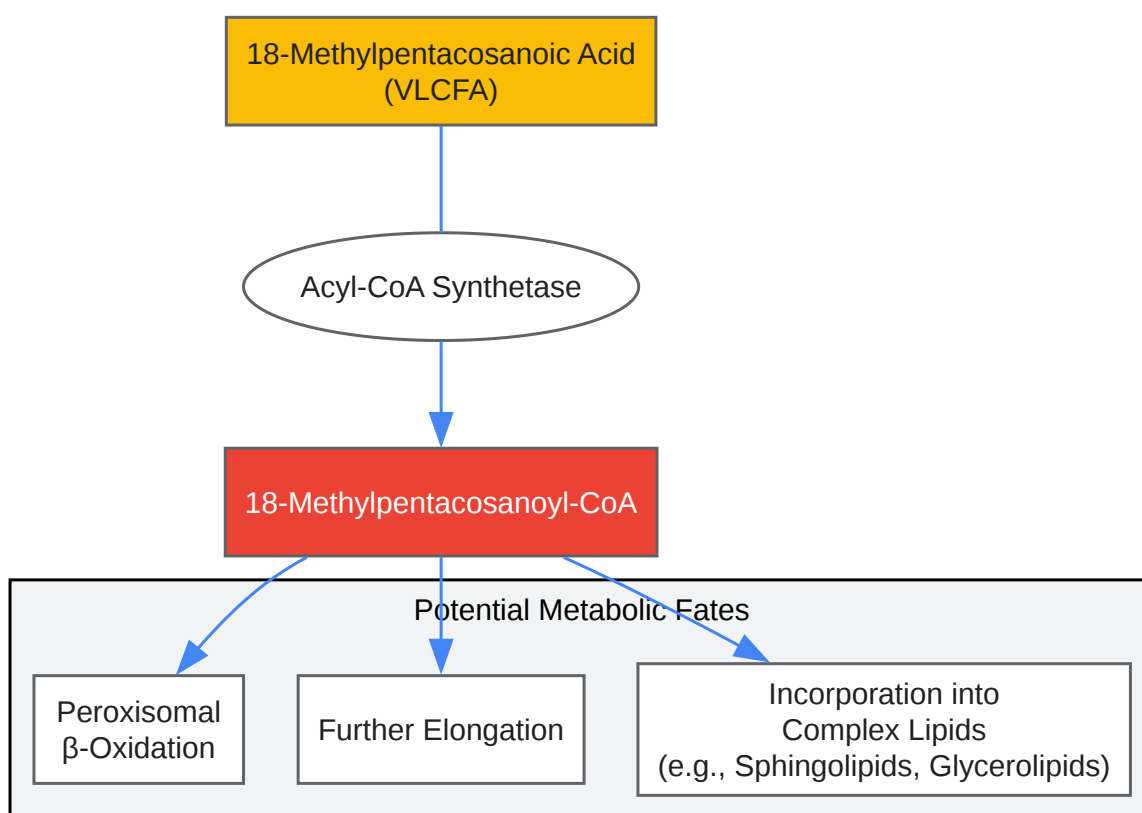 18-Methylpentacosanoic Acid
(VLCFA)
Acyl-CoA Synthetase
18-Methylpentacosanoyl-CoA
Potential Metabolic Fates
Peroxisomal
β-Oxidation
Further Elongation
Incorporation into
Complex Lipids
(e.g., Sphingolipids, Glycerolipids)